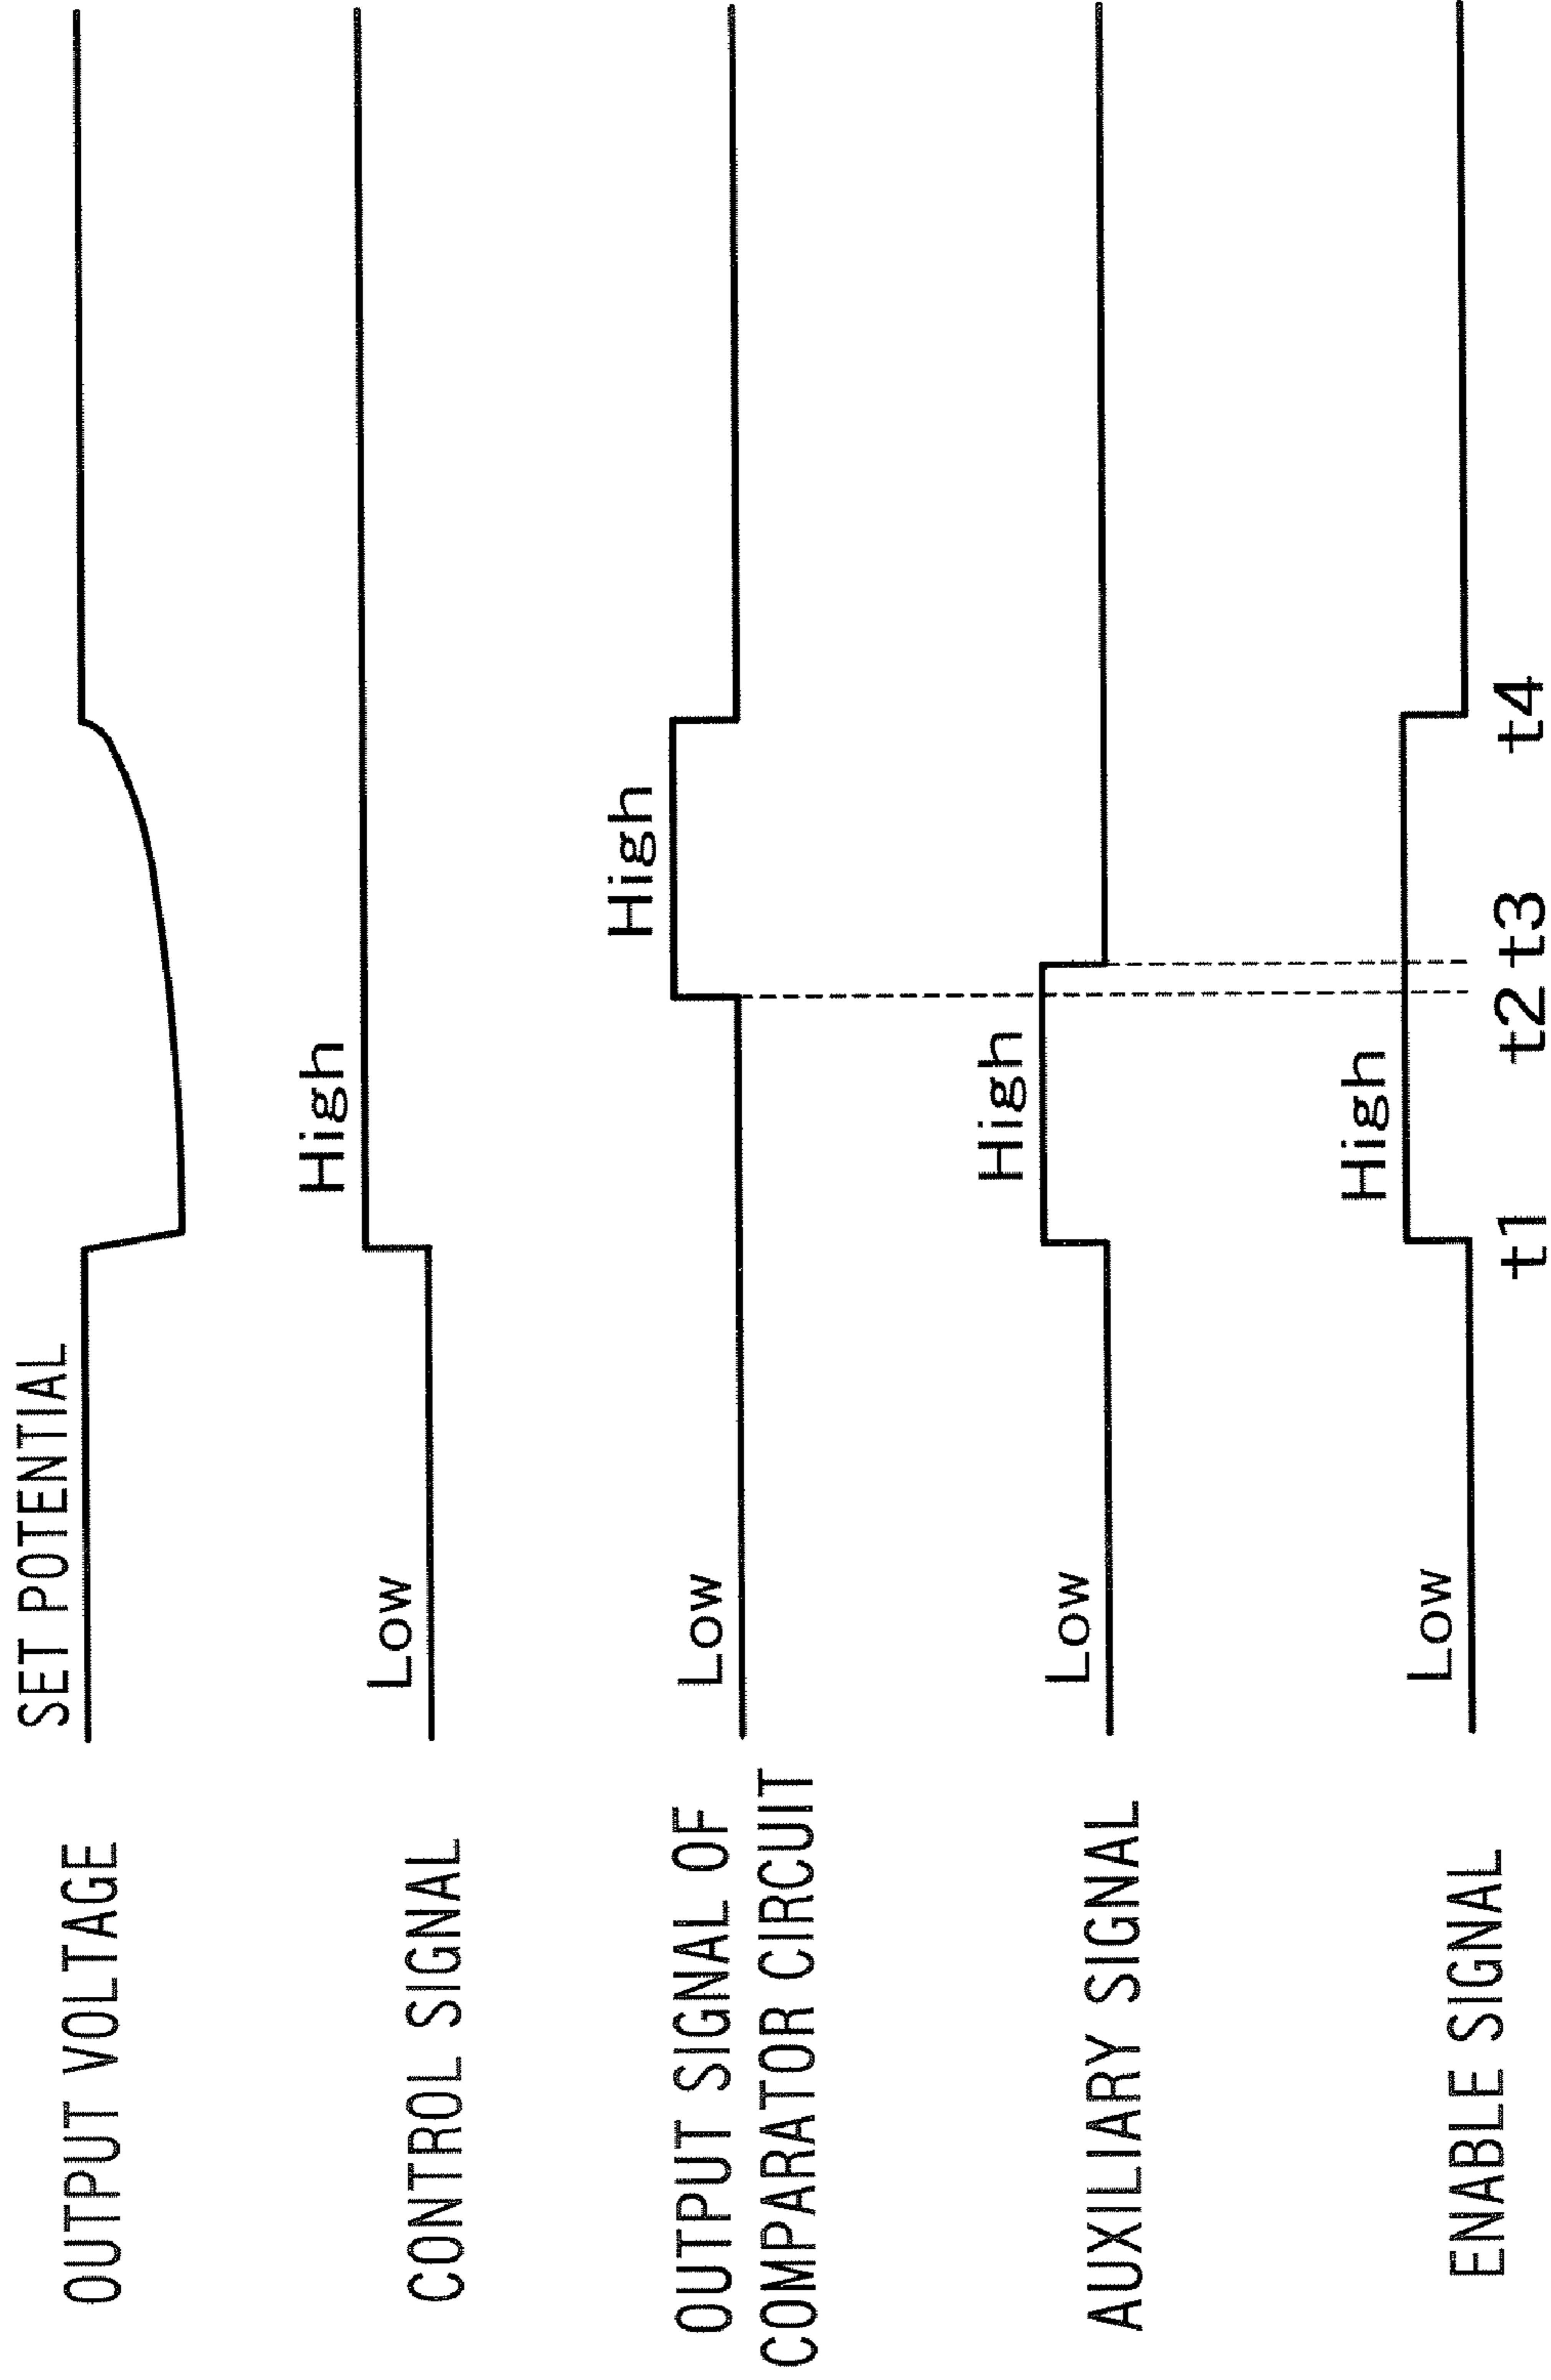 OUTPUT VOLTAGE
SET POTENTIAL
CONTROL SIGNAL
Low
High
OUTPUT SIGNAL OF
COMPARATOR CIRCUIT
Low
High
AUXILIARY SIGNAL
Low
High
ENABLE SIGNAL
Low
High
t1 t2 t3 t4